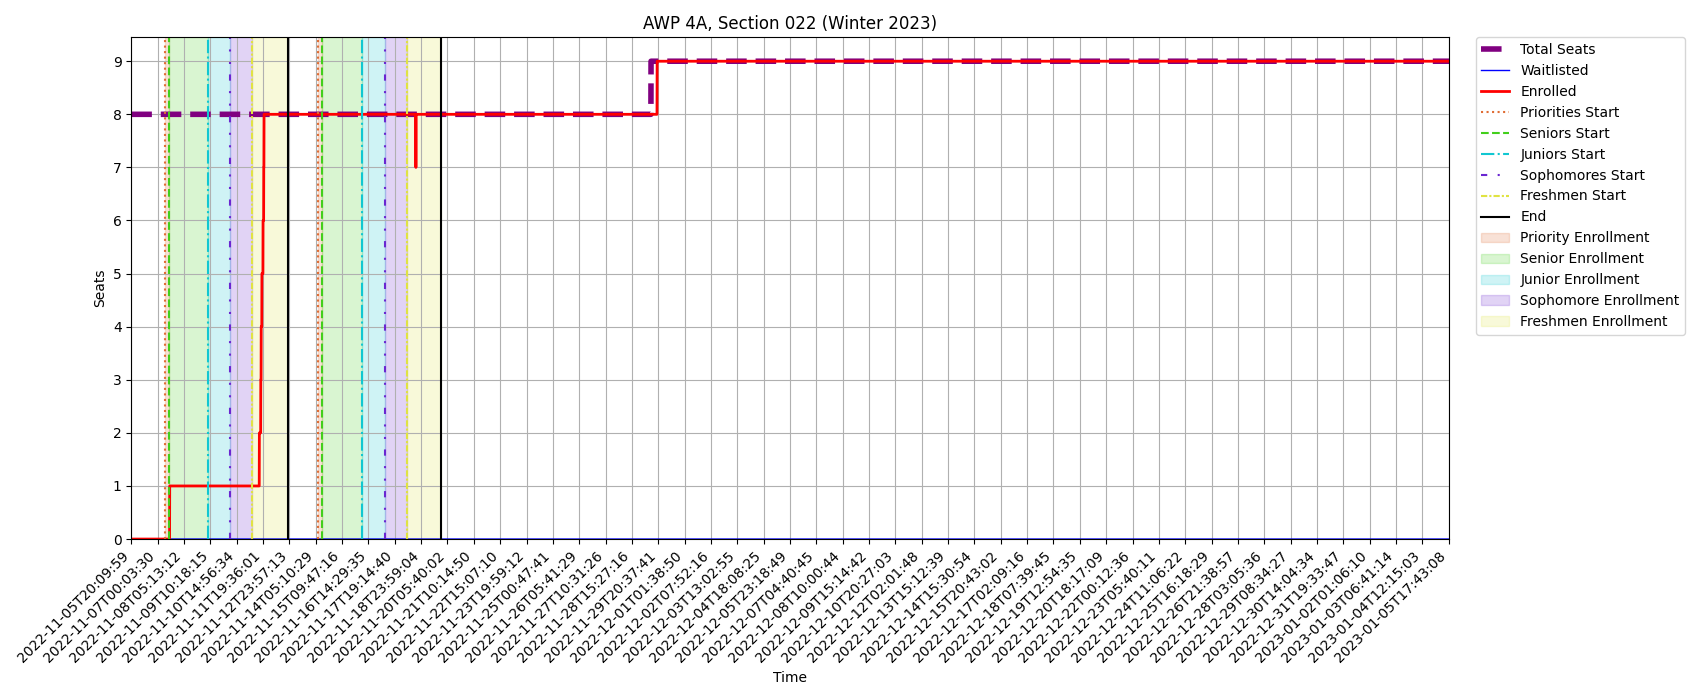 AWP 4A, Section 022 (Winter 2023)
Total Seats
Waitlisted
Enrolled
Priorities Start
Seniors Start
Juniors Start
Sophomores Start
Freshmen Start
End
Priority Enrollment
Senior Enrollment
Junior Enrollment
Sophomore Enrollment
Freshmen Enrollment
Seats
9
8
7
6
5
4
3
2
1
0
2022-11-05T20:09:59
2022-11-07T00:03:30
2022-11-08T05:13:12
2022-11-09T10:18:15
2022-11-10T14:56:34
2022-11-11T19:36:01
2022-11-12T23:57:13
2022-11-14T05:10:29
2022-11-15T09:47:16
2022-11-16T14:29:35
2022-11-17T19:14:40
2022-11-18T23:59:04
2022-11-20T05:40:02
2022-11-21T10:14:50
2022-11-22T15:07:10
2022-11-23T19:59:12
2022-11-25T00:47:41
2022-11-26T05:41:29
2022-11-27T10:31:26
2022-11-28T15:27:16
2022-11-29T20:37:41
2022-12-01T01:38:50
2022-12-02T07:52:16
2022-12-03T13:02:55
2022-12-04T18:08:25
2022-12-05T23:18:49
2022-12-07T04:40:45
2022-12-08T10:00:44
2022-12-09T15:14:42
2022-12-10T20:27:03
2022-12-12T02:01:48
2022-12-13T15:12:39
2022-12-14T15:30:54
2022-12-15T20:43:02
2022-12-17T02:09:16
2022-12-18T07:39:45
2022-12-19T12:54:35
2022-12-20T18:17:09
2022-12-22T00:12:36
2022-12-23T05:40:11
2022-12-24T11:06:22
2022-12-25T16:18:29
2022-12-26T21:38:57
2022-12-28T03:05:36
2022-12-29T08:34:27
2022-12-30T14:04:34
2022-12-31T19:33:47
2023-01-02T01:06:10
2023-01-03T06:41:14
2023-01-04T12:15:03
2023-01-05T17:43:08
Time